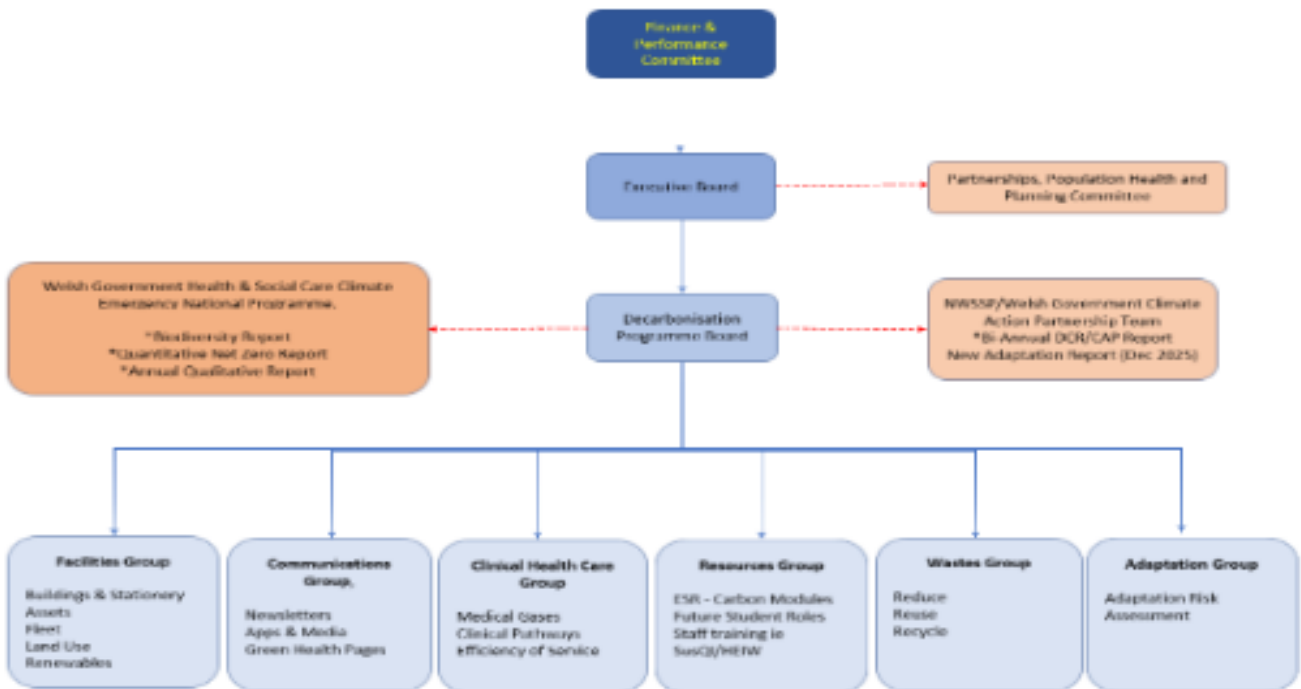 Finance &
Performance
Committee
Executive Board
Partnerships, Population Health and
Planning Committee
Welsh Government Health & Social Care Climate
Emergency National Programme.
*Biodiversity Report
*Quantitative Net Zero Report
*Annual Qualitative Report
Decarbonisation
Programme Board
NWSSP/Welsh Government Climate
Action Partnership Team
*Bi-Annual DCR/CAP Report
New Adaptation Report (Dec 2025)
Facilities Group
Buildings & Stationery
Assets
Fleet
Land Use
Renewables
Communications
Group,
Newsletters
Apps & Media
Green Health Pages
Clinical Health Care
Group
Medical Gases
Clinical Pathways
Efficiency of Service
Resources Group
ESR - Carbon Modules
Future Student Roles
Staff training ie
SusQI/HEIW
Wastes Group
Reduce
Reuse
Recycle
Adaptation Group
Adaptation Risk
Assessment